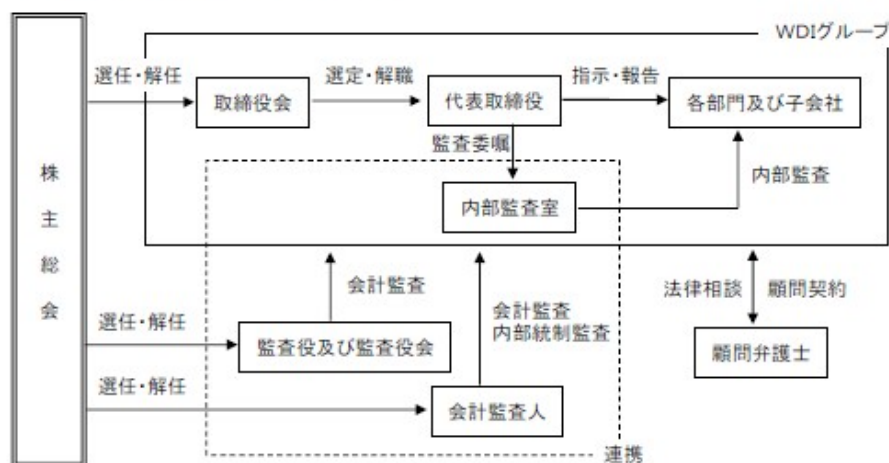 WDIグループ
選任・解任
選定・解職
指示・報告
取締役会
代表取締役
各部門及び子会社
監査委嘱
内部監査
内部監査室
株主総会
会計監査
会計監査
内部統制監査
法律相談
顧問契約
選任・解任
監査役及び監査役会
顧問弁護士
選任・解任
会計監査人
連携